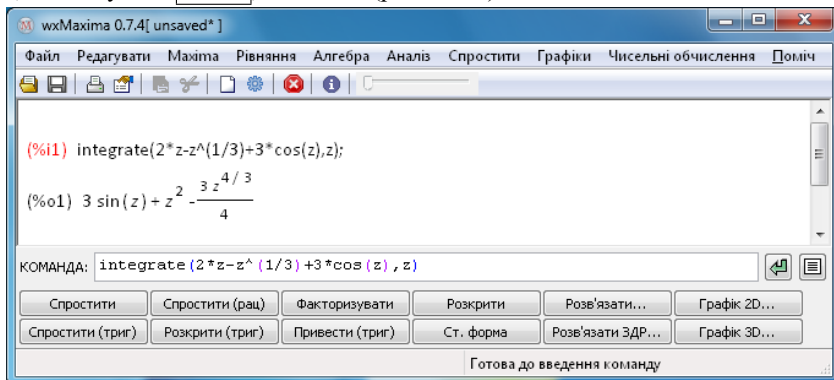 wxMaxima 0.7.4[ unsaved* ]
Файл Редагувати Maxima Рівняння Алгебра Аналіз Спростити Графіки Чисельні обчислення Поміч
(%i1) integrate(2*z-z^(1/3)+3*cos(z),z);
(%o1) 3 sin(z)+z^2-3 z^4/3
4
КОМАНДА: integrate(2*z-z^(1/3)+3*cos(z),z)
Спростити Спростити (рац) Факторизувати Розкрити Розв'язати... Графік 2D...
Спростити (триг) Розкрити (триг) Привести (триг) Ст. форма Розв'язати ЗДР... Графік 3D...
Готова до введення команду